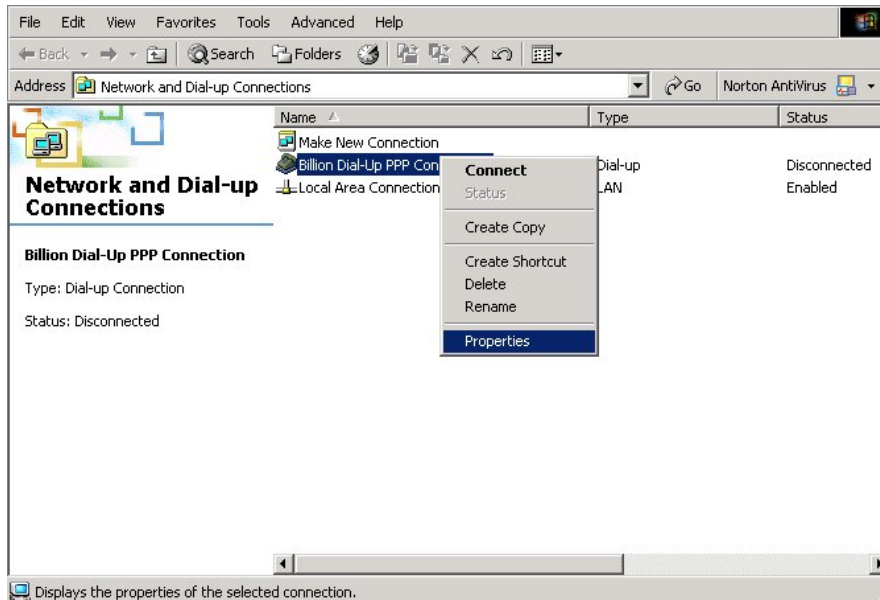 File Edit View Favorites Tools Advanced Help
Back Search Folders
Address Network and Dial-up Connections Go Norton AntiVirus
Name Type Status
Make New Connection
Billion Dial-Up PPP Con Dial-up Disconnected
Local Area Connection LAN Enabled
Network and Dial-up
Connections
Billion Dial-Up PPP Connection
Type: Dial-up Connection
Status: Disconnected
Connect
Status
Create Copy
Create Shortcut
Delete
Rename
Properties
Displays the properties of the selected connection.